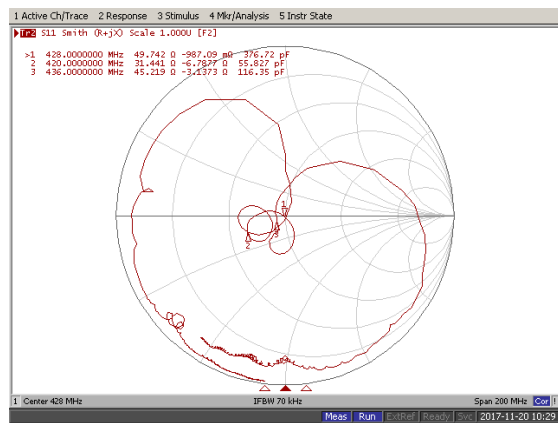 1 Active Ch/Trace 2 Response 3 Stimulus 4 Mkr/Analysis 5 Instr State
Tr2 S11 Smith (R+jX) Scale 1.000U [F2]
>1 428.0000000 MHz 49.742 Ω -987.09 mΩ 376.72 pF
2 420.0000000 MHz 31.441 Ω -6.7877 Ω 55.827 pF
3 436.0000000 MHz 45.219 Ω -3.1373 Ω 116.35 pF
1
2
3
1 Center 428 MHz IFBW 70 kHz Span 200 MHz Cor !
Meas Run ExtRef Ready Svc 2017-11-20 10:29